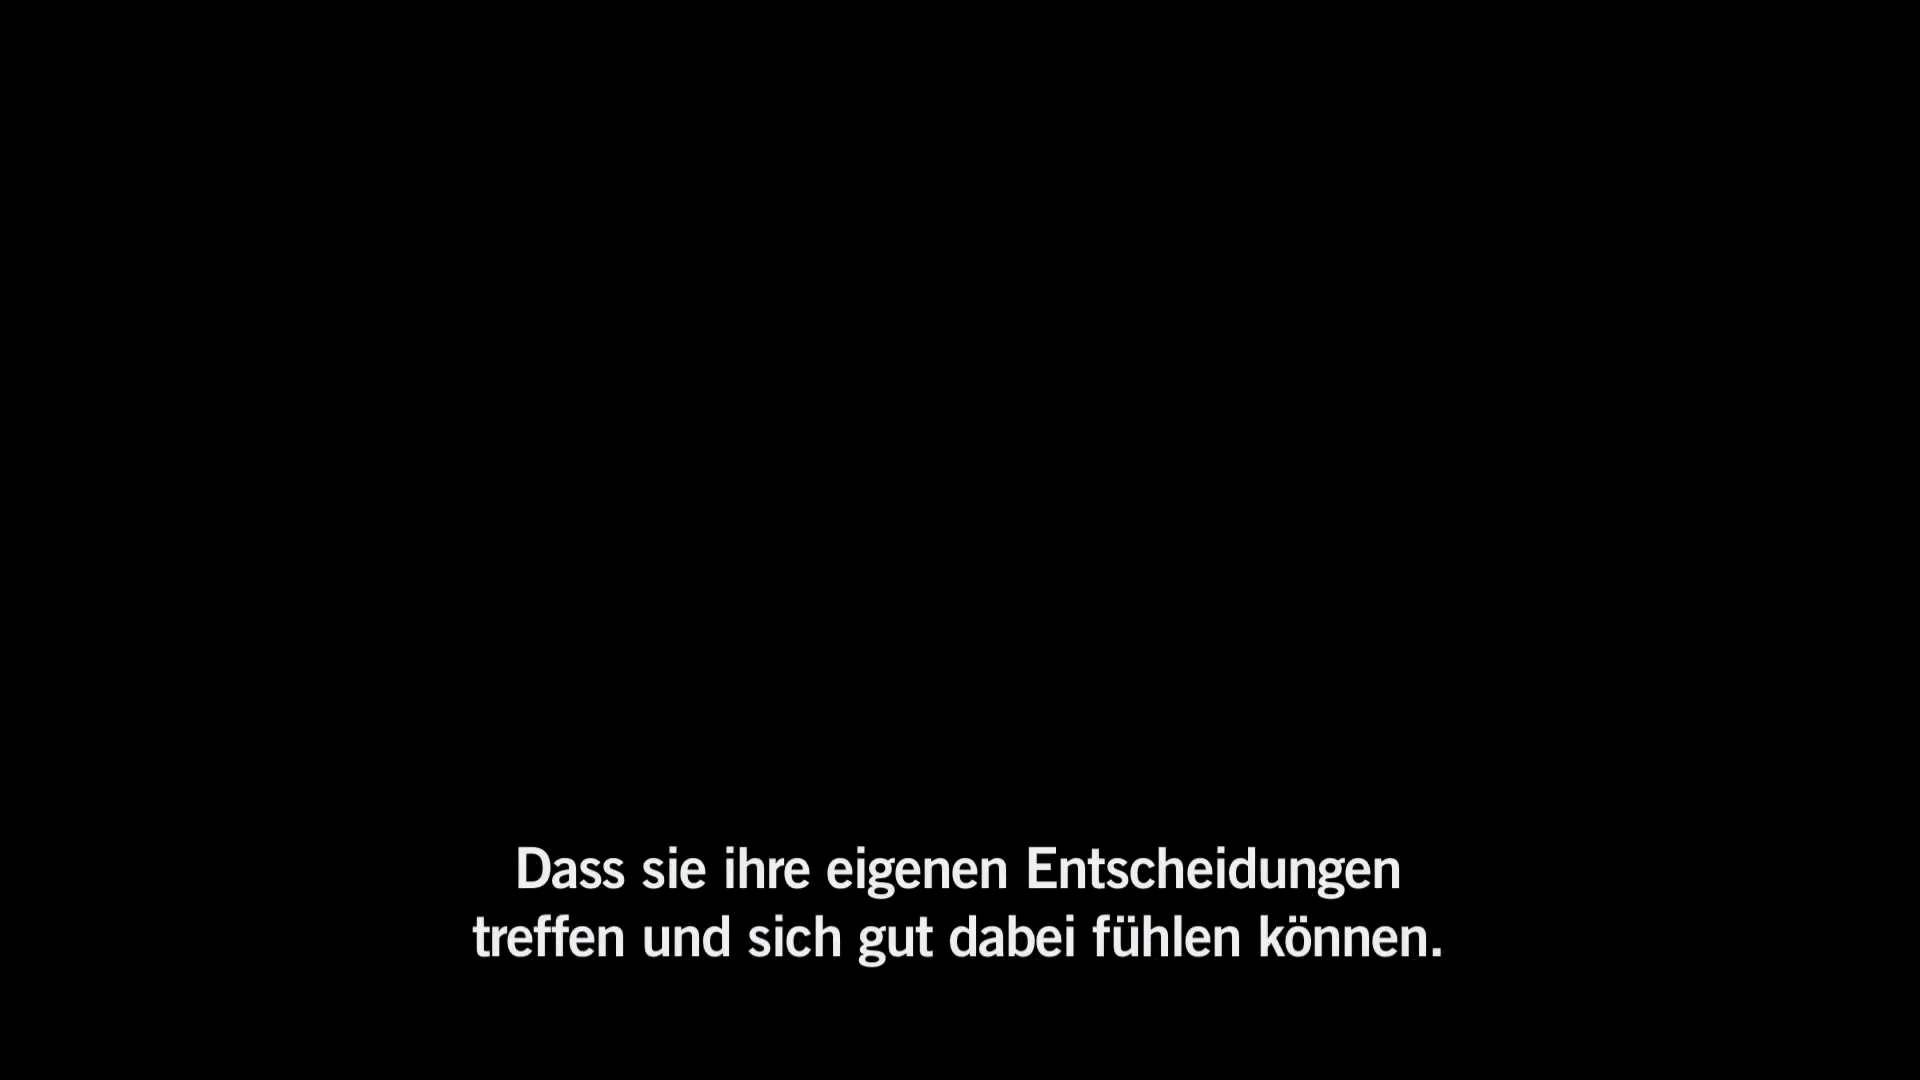 Dass sie ihre eigenen Entscheidungen
treffen und sich gut dabei fühlen können.